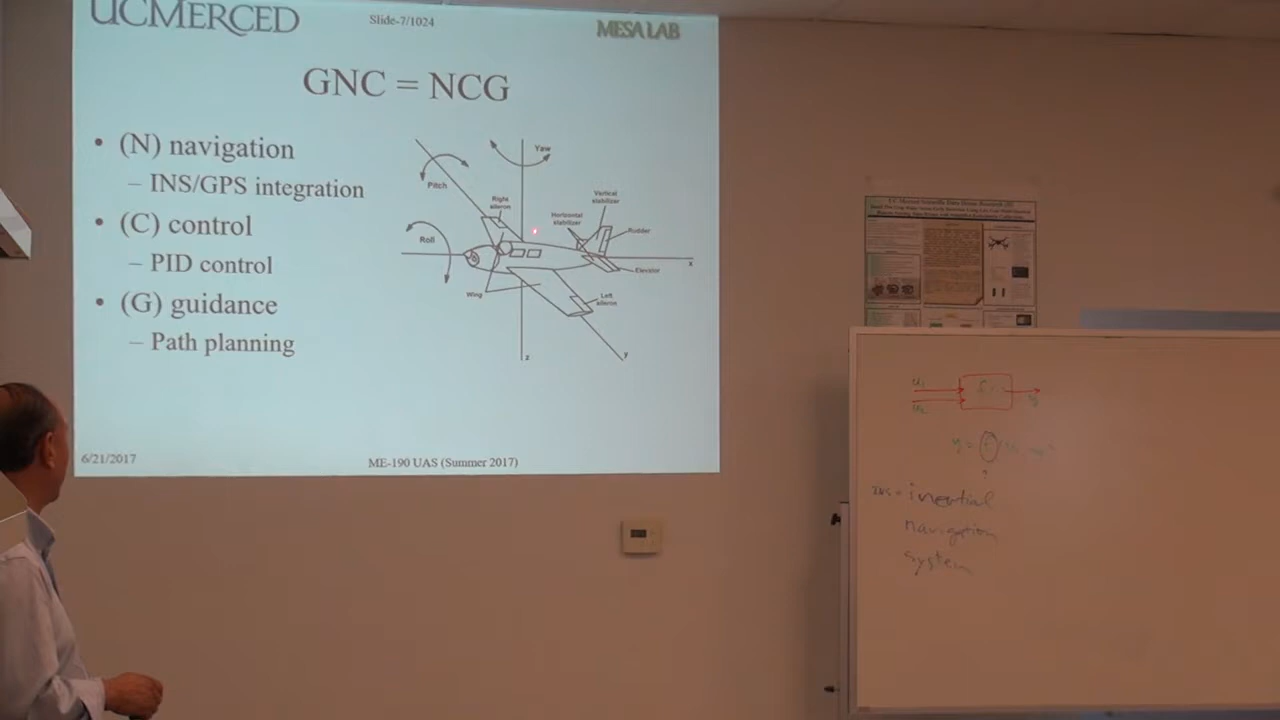 UCMERCED
Slide-7/1024
MESA LAB
GNC = NCG
• (N) navigation
– INS/GPS integration
• (C) control
– PID control
• (G) guidance
– Path planning
Yaw
Pitch
Roll
Right
aileron
Horizontal
stabilizer
Vertical
stabilizer
Rudder
Elevator
Left
aileron
Wing
x
y
z
6/21/2017
ME-190 UAS (Summer 2017)
u1
u2
f
y
y = f
?
INS = inertial
navigation
system